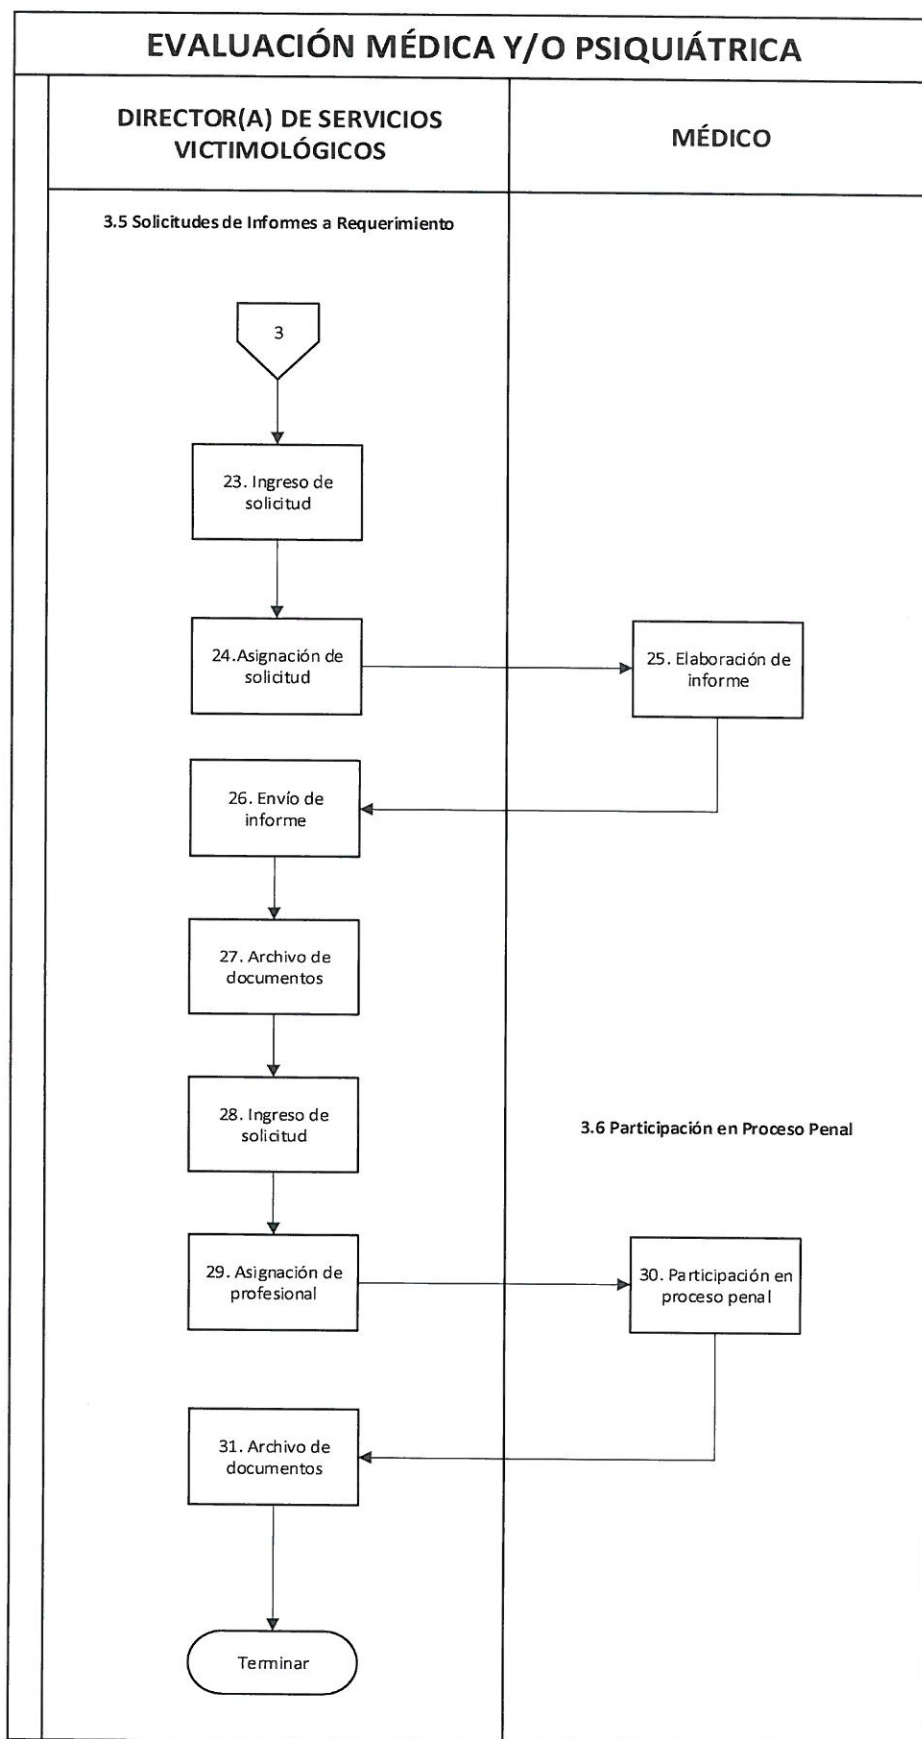 EVALUACIÓN MÉDICA Y/O PSIQUIÁTRICA
DIRECTOR(A) DE SERVICIOS
VICTIMOLÓGICOS
MÉDICO
3.5 Solicitudes de Informes a Requerimiento
3
23. Ingreso de
solicitud
24.Asignación de
solicitud
25. Elaboración de
informe
26. Envío de
informe
27. Archivo de
documentos
28. Ingreso de
solicitud
3.6 Participación en Proceso Penal
29. Asignación de
profesional
30. Participación en
proceso penal
31. Archivo de
documentos
Terminar